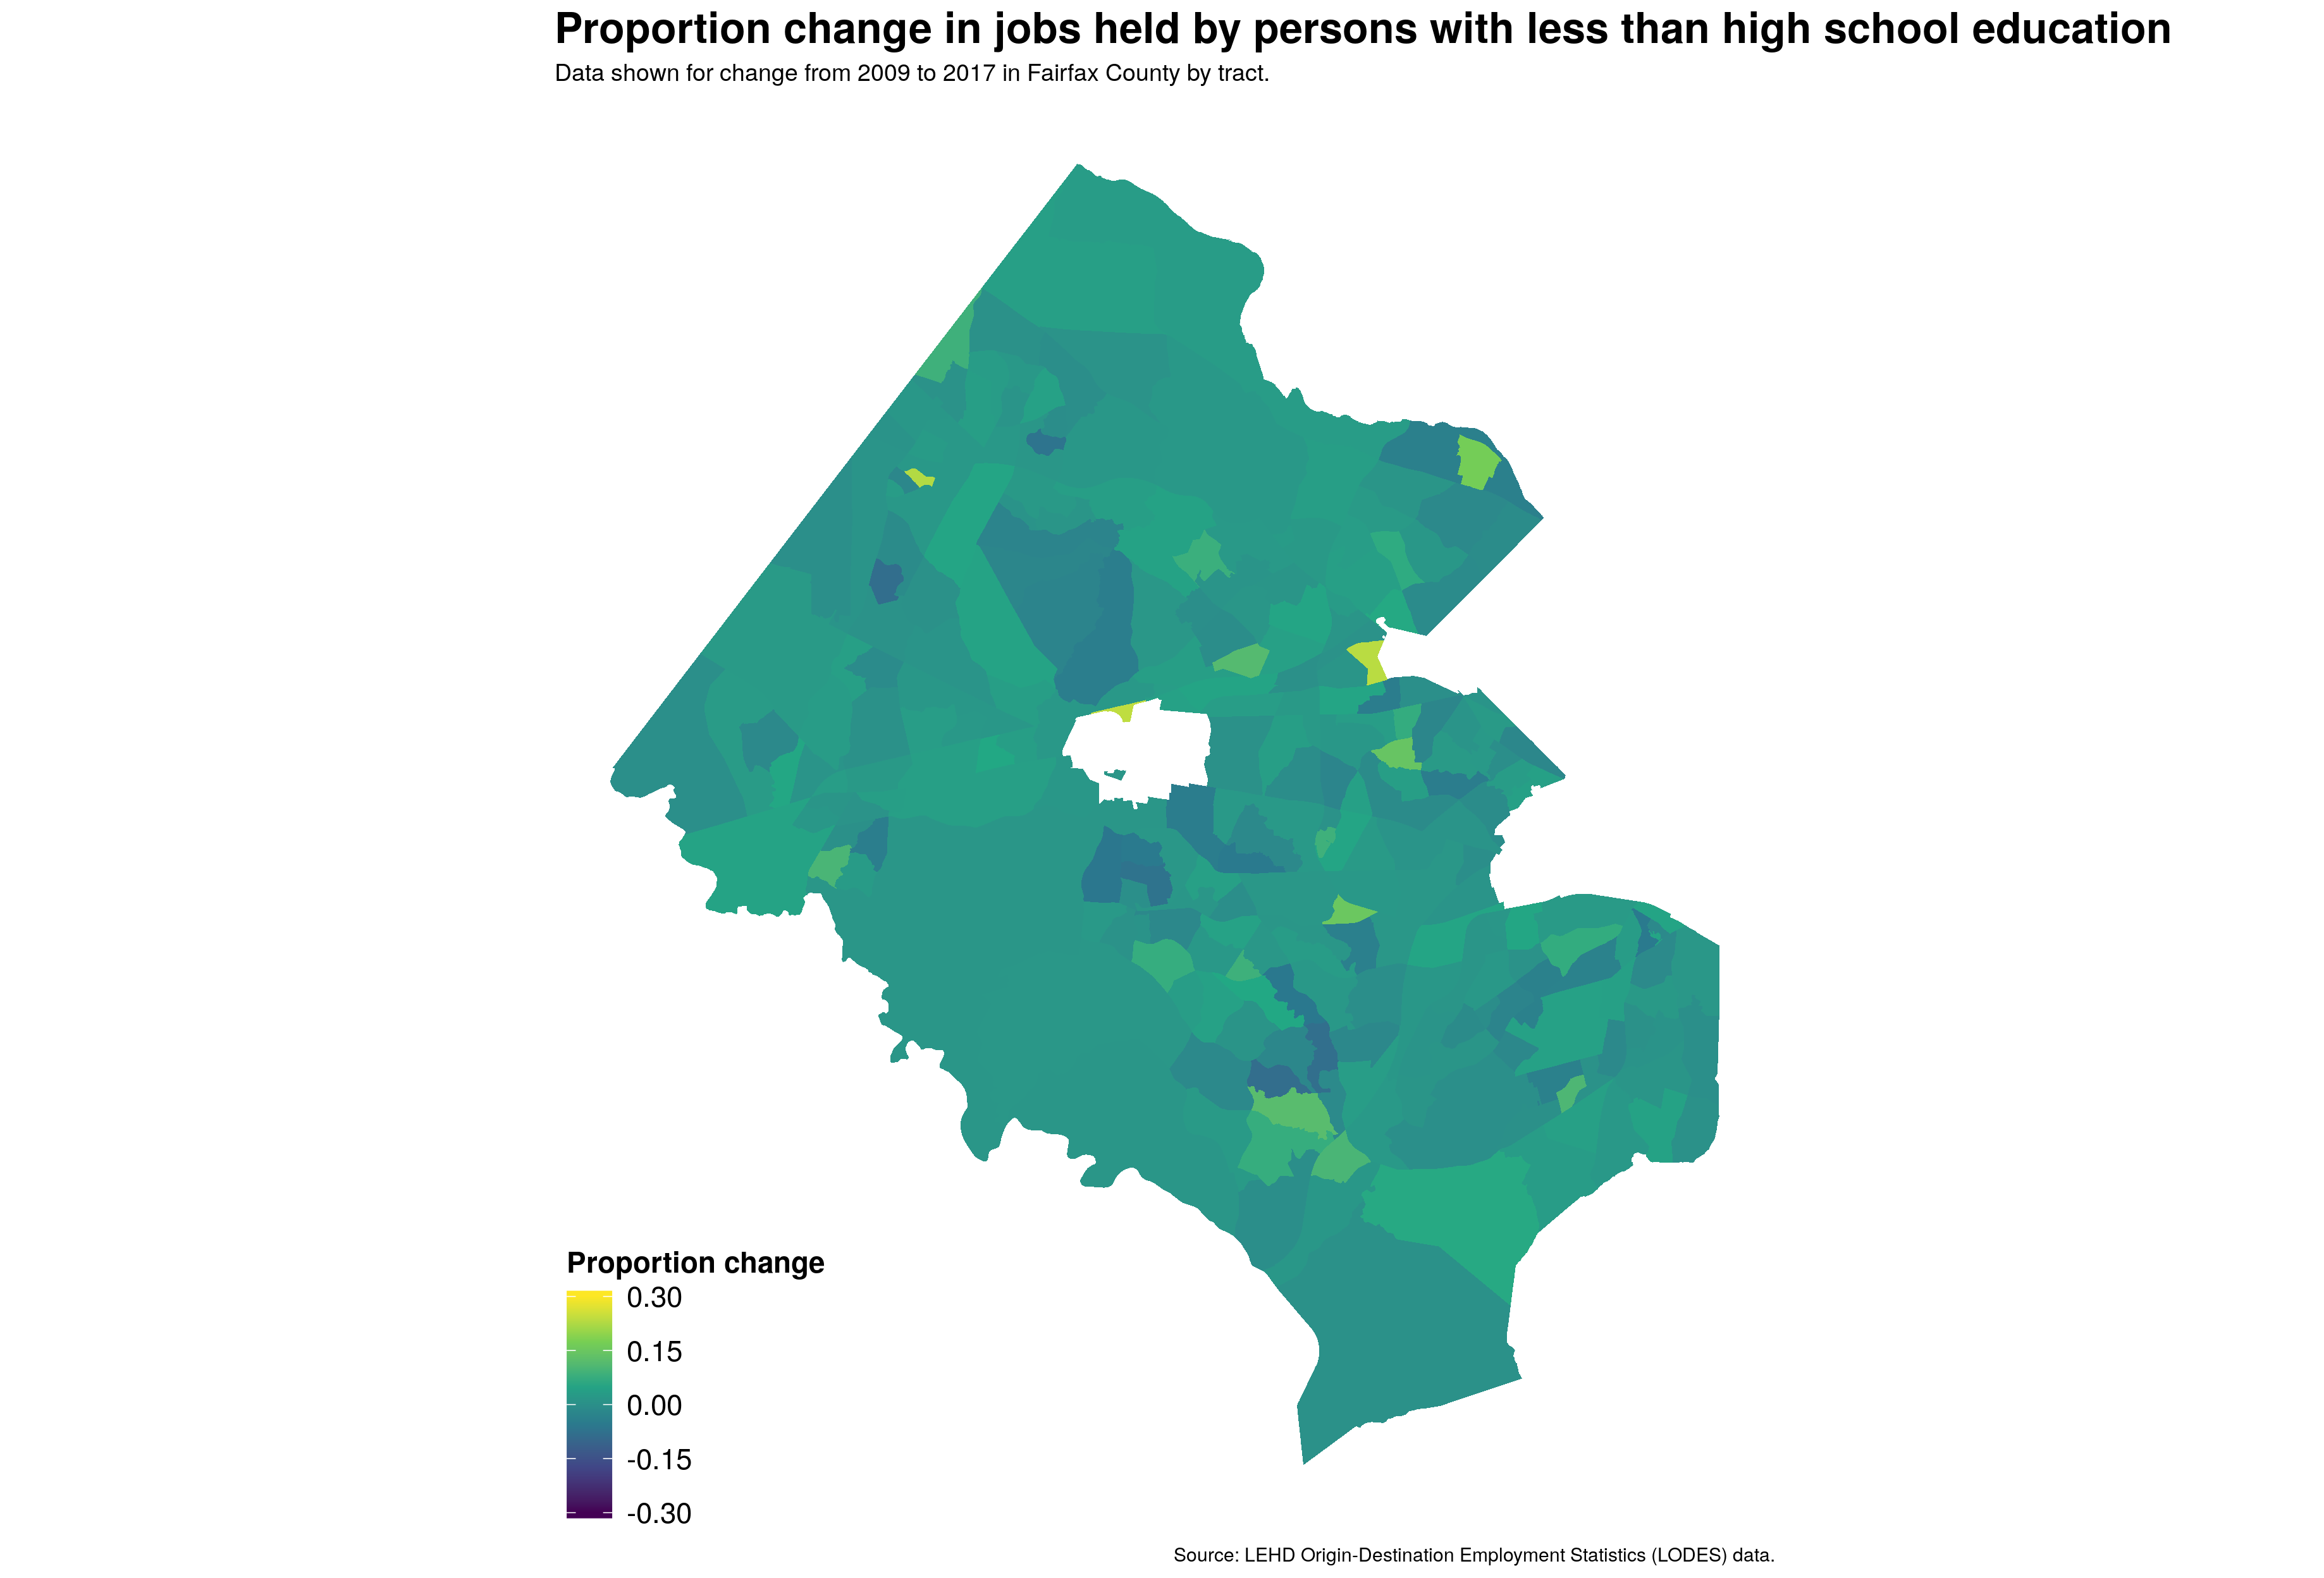 Proportion change in jobs held by persons with less than high school education
Data shown for change from 2009 to 2017 in Fairfax County by tract.
Proportion change
0.30
0.15
0.00
-0.15
-0.30
Source: LEHD Origin-Destination Employment Statistics (LODES) data.